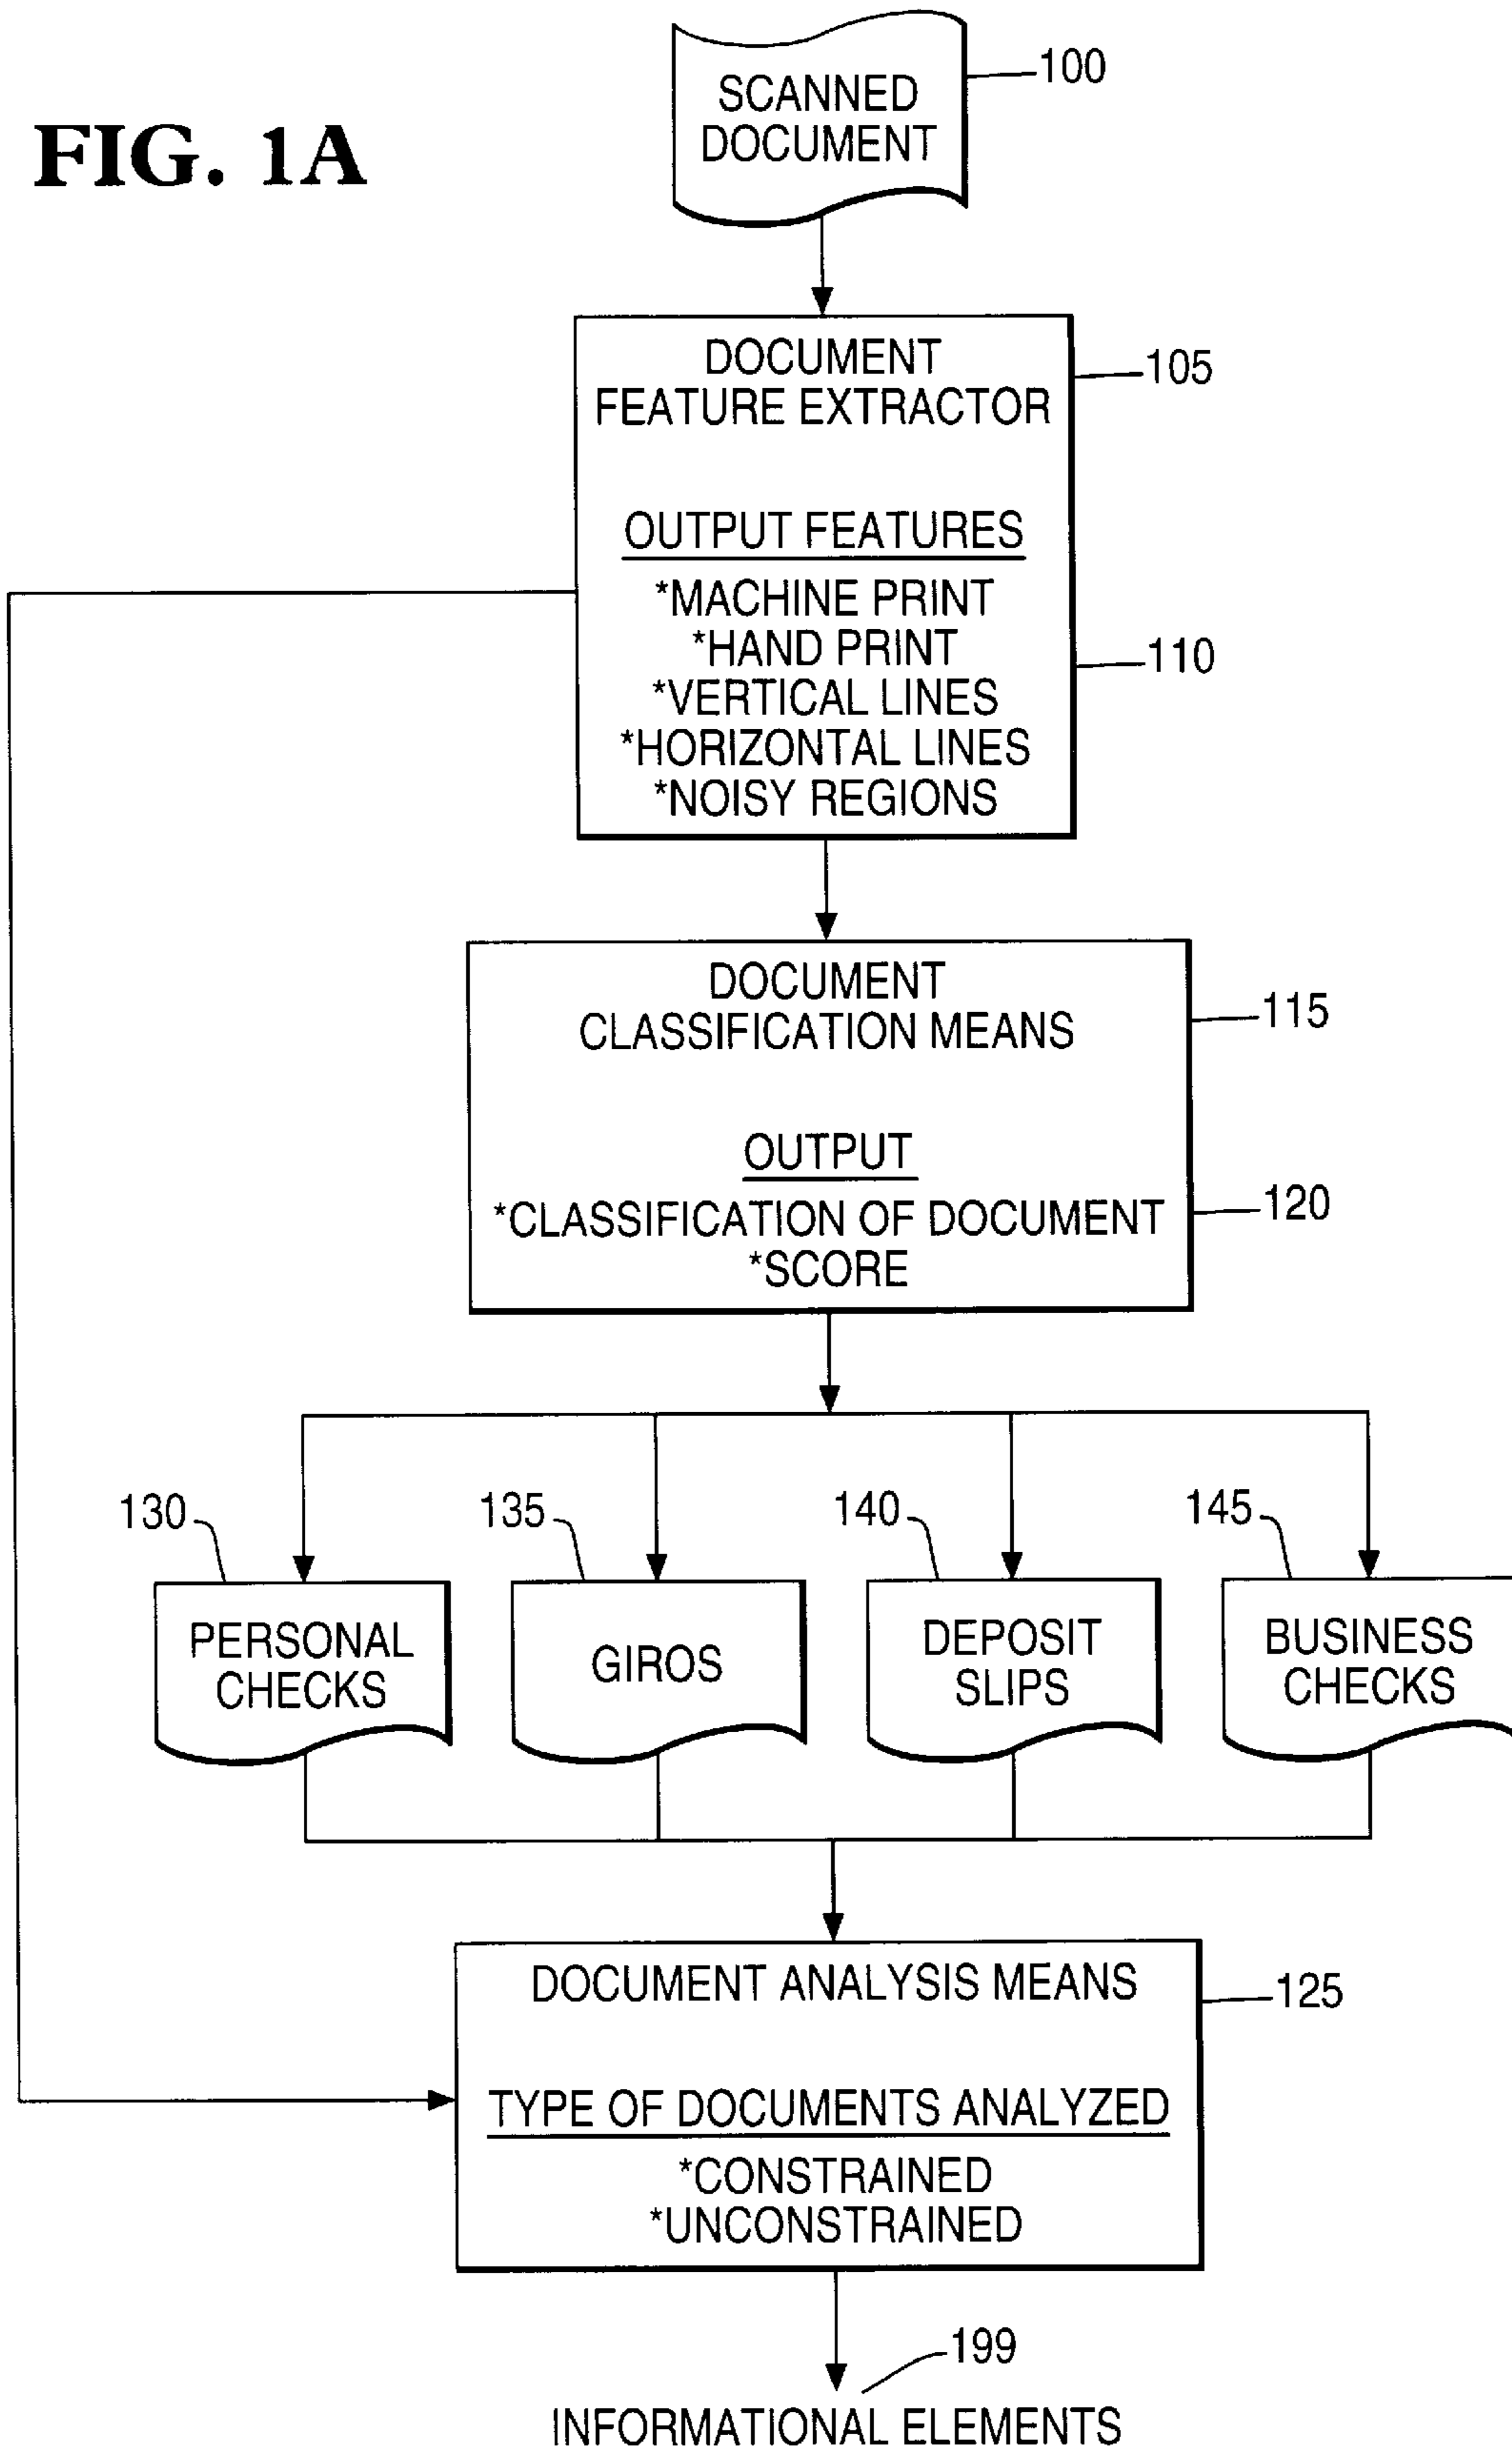 FIG. 1A
SCANNED
DOCUMENT
100
DOCUMENT
FEATURE EXTRACTOR
105
OUTPUT FEATURES
*MACHINE PRINT
*HAND PRINT
*VERTICAL LINES
*HORIZONTAL LINES
*NOISY REGIONS
110
DOCUMENT
CLASSIFICATION MEANS
115
OUTPUT
*CLASSIFICATION OF DOCUMENT
*SCORE
120
130
PERSONAL
CHECKS
135
GIROS
140
DEPOSIT
SLIPS
145
BUSINESS
CHECKS
DOCUMENT ANALYSIS MEANS
125
TYPE OF DOCUMENTS ANALYZED
*CONSTRAINED
*UNCONSTRAINED
199
INFORMATIONAL ELEMENTS